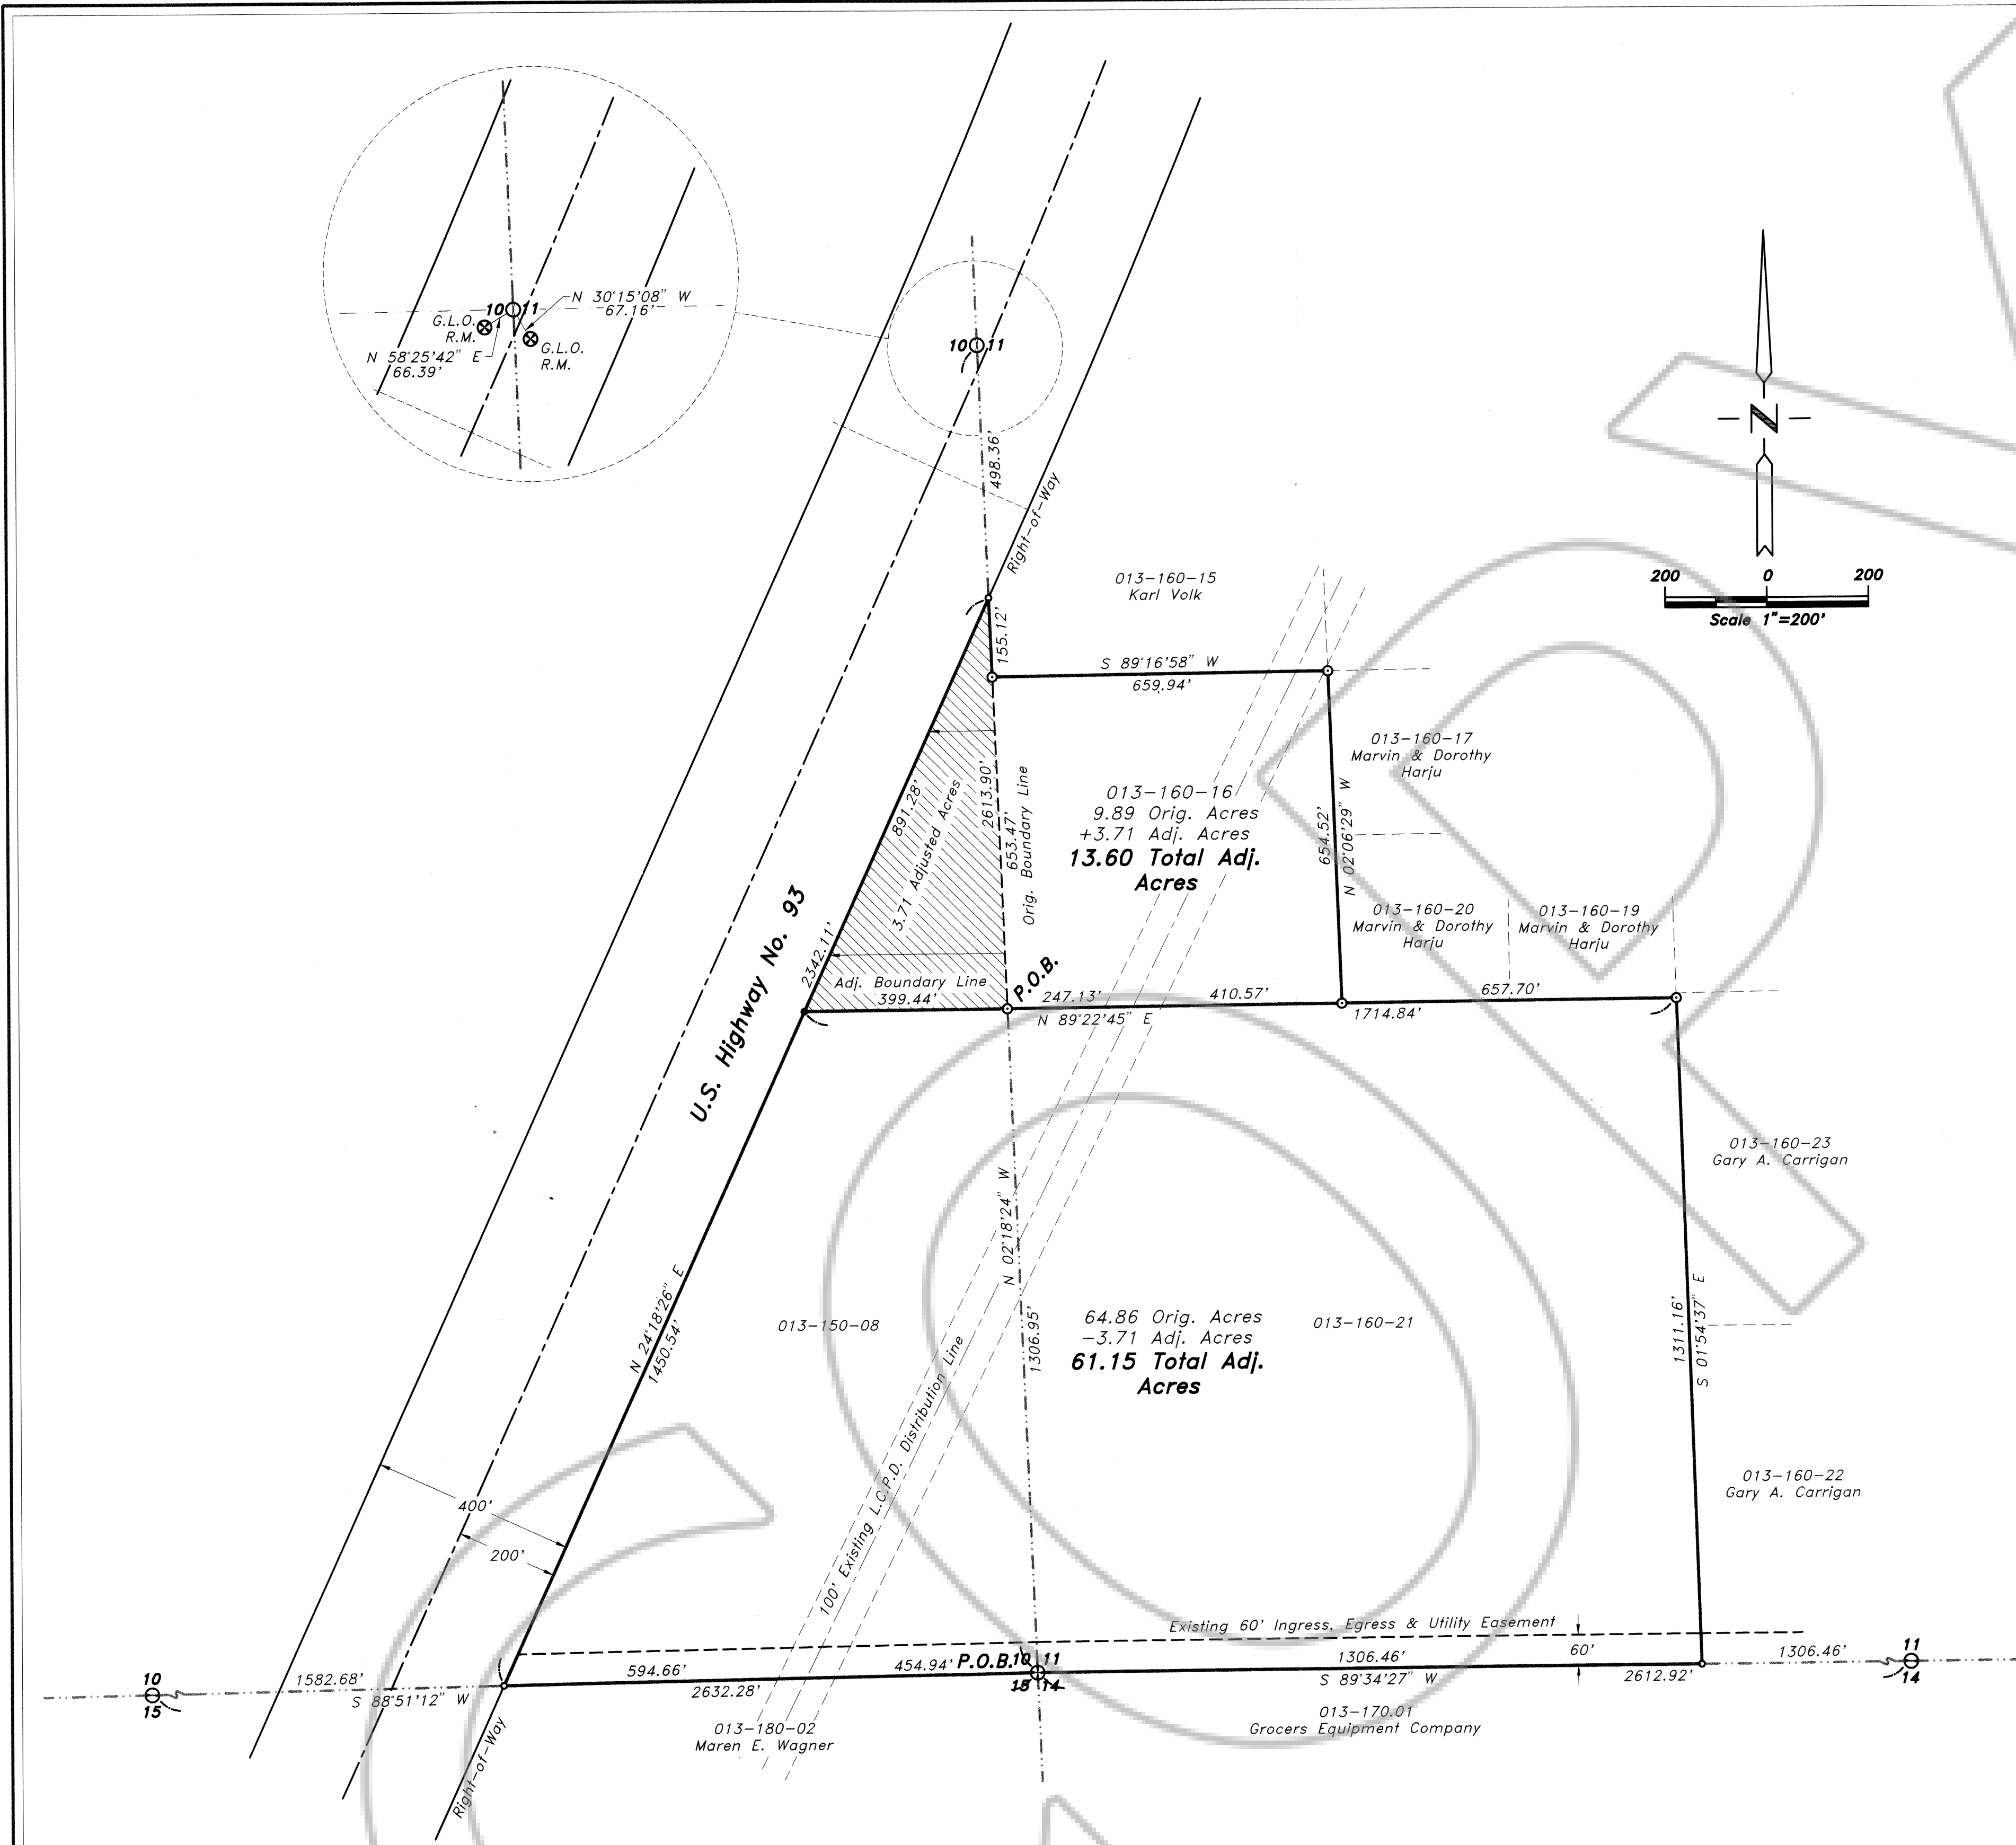 10 11
N 30°15'08" W
67.16'
G.L.O.
R.M.
G.L.O.
R.M.
N 58°25'42" E
66.39'
10 11
498.36'
Right-of-Way
200 0 200
Scale 1"=200'
013-160-15
Karl Volk
155.12'
S 89°16'58" W
659.94'
013-160-17
Marvin & Dorothy
Harju
891.28'
3.71 Adjusted Acres
2613.90'
653.47'
Orig. Boundary Line
013-160-16
9.89 Orig. Acres
+3.71 Adj. Acres
13.60 Total Adj.
Acres
654.52'
N 02°06'29" W
013-160-20
Marvin & Dorothy
Harju
013-160-19
Marvin & Dorothy
Harju
U.S. Highway No. 93
2342.11'
Adj. Boundary Line
399.44'
P.O.B.
247.13'
410.57'
657.70'
N 89°22'45" E
1714.84'
013-160-23
Gary A. Carrigan
N 02°18'24" W
1306.95'
N 24°18'26" E
1450.54'
013-150-08
64.86 Orig. Acres
-3.71 Adj. Acres
61.15 Total Adj.
Acres
013-160-21
1311.16'
S 01°54'37" E
013-160-22
Gary A. Carrigan
100' Existing L.C.P.D. Distribution Line
400'
200'
Existing 60' Ingress, Egress & Utility Easement
60'
10
15
1582.68'
S 88°51'12" W
594.66'
454.94'
2632.28'
P.O.B.
10 11
15 14
1306.46'
S 89°34'27" W
2612.92'
1306.46'
11
14
Right-of-Way
013-180-02
Maren E. Wagner
013-170.01
Grocers Equipment Company
N